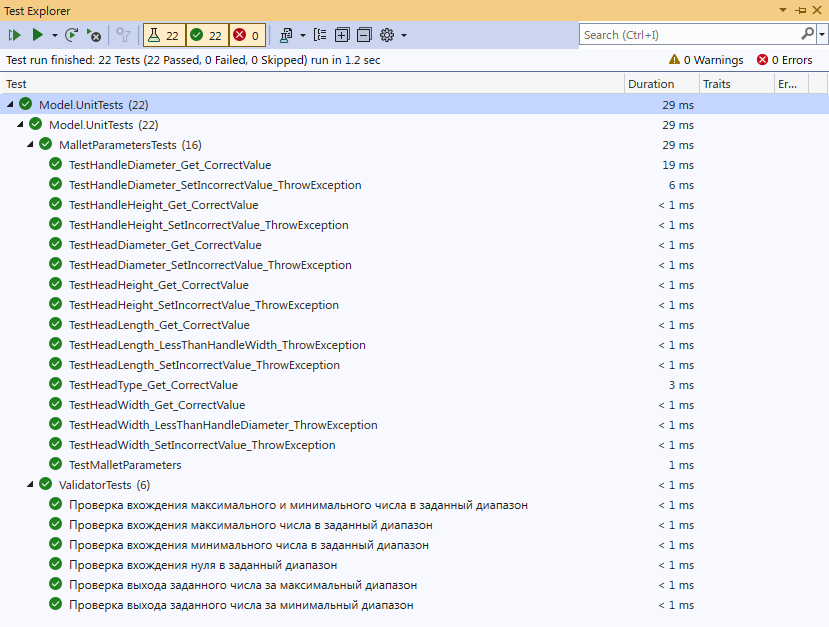 Test Explorer
22 22 0
Search (Ctrl+I)
Test run finished: 22 Tests (22 Passed, 0 Failed, 0 Skipped) run in 1.2 sec 0 Warnings 0 Errors
Test Duration Traits Er...
Model.UnitTests (22) 29 ms
Model.UnitTests (22) 29 ms
MalletParametersTests (16) 29 ms
TestHandleDiameter_Get_CorrectValue 19 ms
TestHandleDiameter_SetIncorrectValue_ThrowException 6 ms
TestHandleHeight_Get_CorrectValue < 1 ms
TestHandleHeight_SetIncorrectValue_ThrowException < 1 ms
TestHeadDiameter_Get_CorrectValue < 1 ms
TestHeadDiameter_SetIncorrectValue_ThrowException < 1 ms
TestHeadHeight_Get_CorrectValue < 1 ms
TestHeadHeight_SetIncorrectValue_ThrowException < 1 ms
TestHeadLength_Get_CorrectValue < 1 ms
TestHeadLength_LessThanHandleWidth_ThrowException < 1 ms
TestHeadLength_SetIncorrectValue_ThrowException < 1 ms
TestHeadType_Get_CorrectValue 3 ms
TestHeadWidth_Get_CorrectValue < 1 ms
TestHeadWidth_LessThanHandleDiameter_ThrowException < 1 ms
TestHeadWidth_SetIncorrectValue_ThrowException < 1 ms
TestMalletParameters 1 ms
ValidatorTests (6) < 1 ms
Проверка вхождения максимального и минимального числа в заданный диапазон < 1 ms
Проверка вхождения максимального числа в заданный диапазон < 1 ms
Проверка вхождения минимального числа в заданный диапазон < 1 ms
Проверка вхождения нуля в заданный диапазон < 1 ms
Проверка выхода заданного числа за максимальный диапазон < 1 ms
Проверка выхода заданного числа за минимальный диапазон < 1 ms